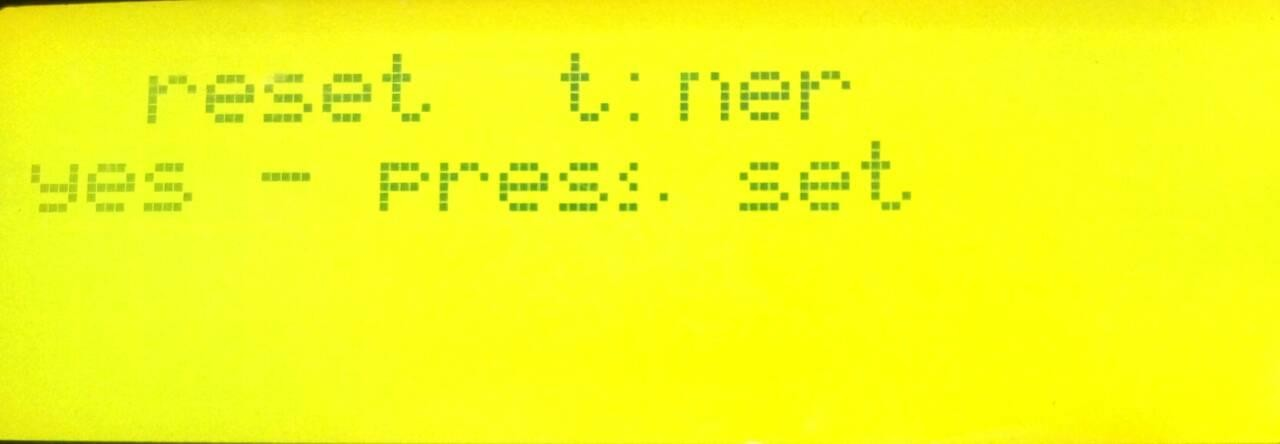 reset t:ner
yes - pres:. set